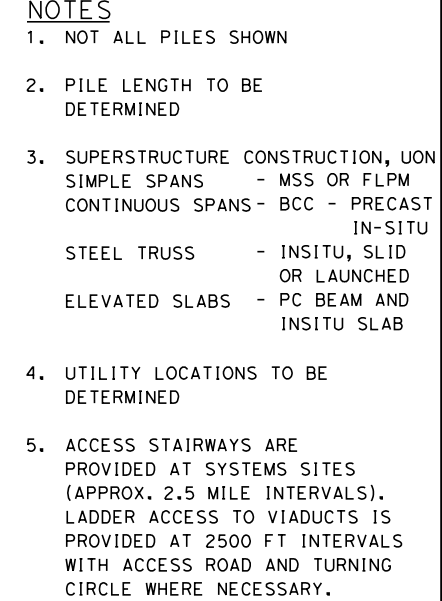 NOTES
1. NOT ALL PILES SHOWN
2. PILE LENGTH TO BE
DETERMINED
3. SUPERSTRUCTURE CONSTRUCTION, UON
SIMPLE SPANS - MSS OR FLPM
CONTINUOUS SPANS - BCC - PRECAST
IN-SITU
STEEL TRUSS - INSITU, SLID
OR LAUNCHED
ELEVATED SLABS - PC BEAM AND
INSITU SLAB
4. UTILITY LOCATIONS TO BE
DETERMINED
5. ACCESS STAIRWAYS ARE
PROVIDED AT SYSTEMS SITES
(APPROX. 2.5 MILE INTERVALS).
LADDER ACCESS TO VIADUCTS IS
PROVIDED AT 2500 FT INTERVALS
WITH ACCESS ROAD AND TURNING
CIRCLE WHERE NECESSARY.